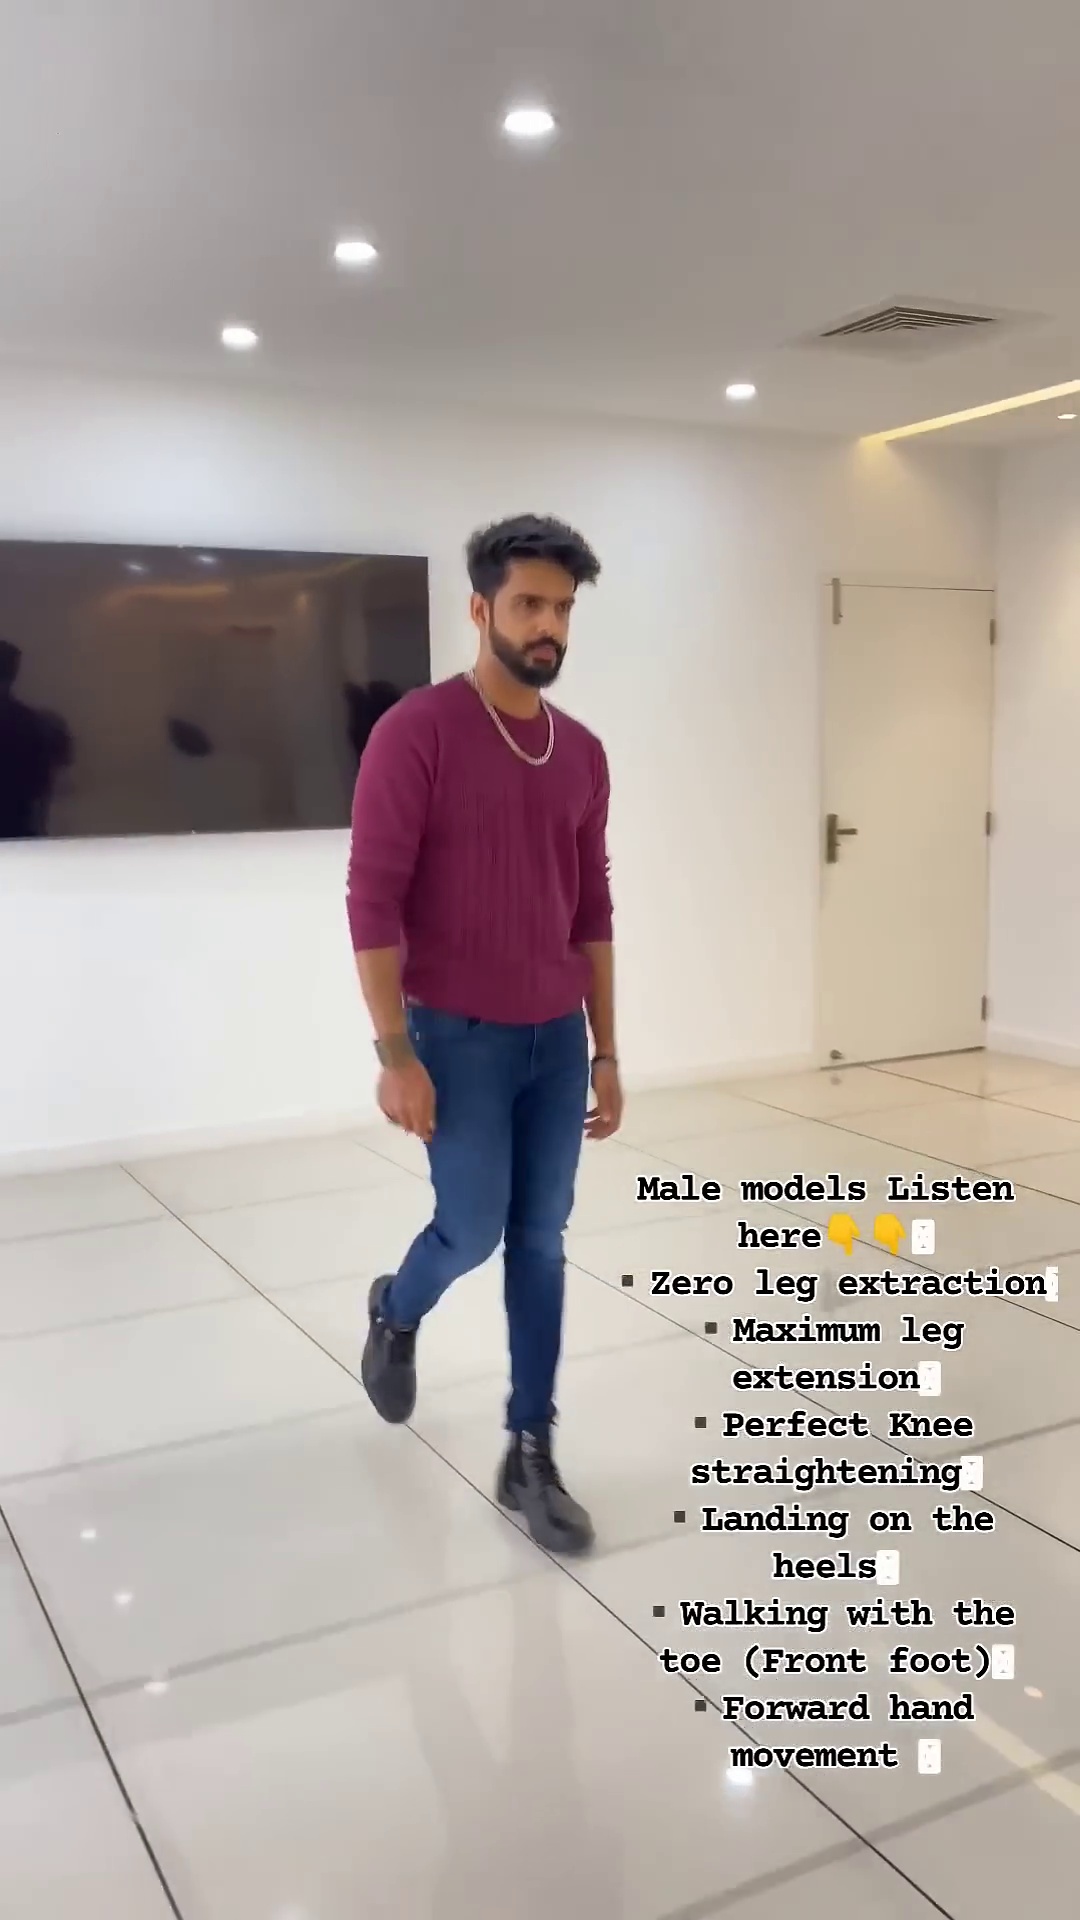 Male models Listen
here👇👇
▪ Zero leg extraction
▪ Maximum leg
extension
▪ Perfect Knee
straightening
▪ Landing on the
heels
▪ Walking with the
toe (Front foot)
▪ Forward hand
movement